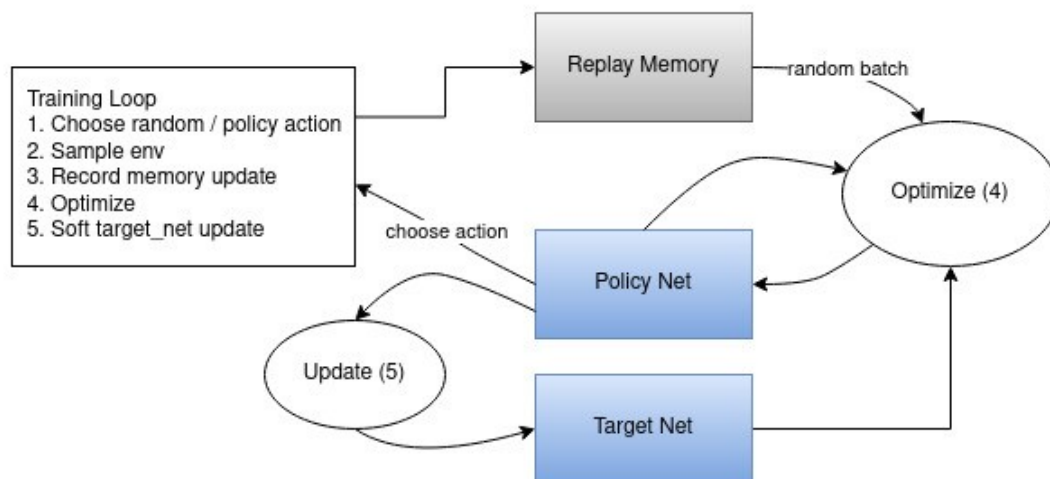 Training Loop
1. Choose random / policy action
2. Sample env
3. Record memory update
4. Optimize
5. Soft target_net update
Replay Memory
random batch
Optimize (4)
choose action
Policy Net
Update (5)
Target Net